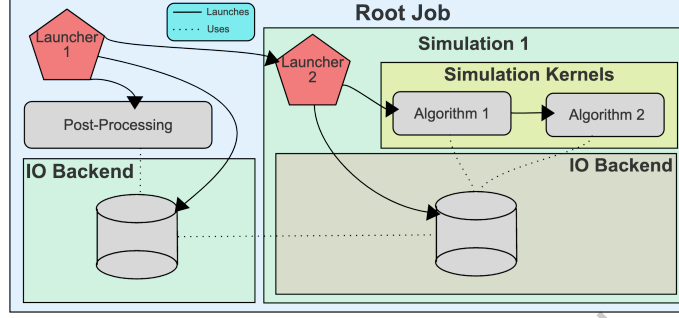 Root Job
Launches
Uses
Launcher
1
Simulation 1
Launcher
2
Simulation Kernels
Algorithm 1
Algorithm 2
Post-Processing
IO Backend
IO Backend